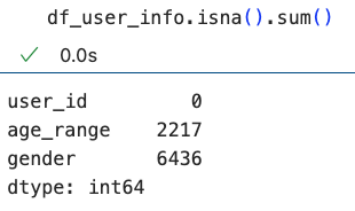 df_user_info.isna().sum()
✓ 0.0s
user_id 0
age_range 2217
gender 6436
dtype: int64